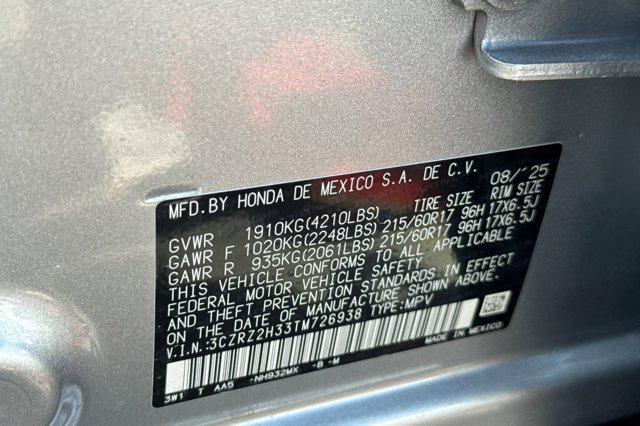 MFD.BY HONDA DE MEXICO S.A. DE C.V. 08/'25
TIRE SIZE RIM SIZE
GVWR 1910KG(4210LBS)
GAWR F 1020KG(2248LBS) 215/60R17 96H 17X6.5J
GAWR R 935KG(2061LBS) 215/60R17 96H 17X6.5J
THIS VEHICLE CONFORMS TO ALL APPLICABLE
FEDERAL MOTOR VEHICLE SAFETY
AND THEFT PREVENTION STANDARDS IN EFFECT
ON THE DATE OF MANUFACTURE SHOWN ABOVE.
V.I.N.:3CZRZ2H33TM726938 TYPE:MPV
3W1 T AA5 -NH932MX -B -M MADE IN MEXICO